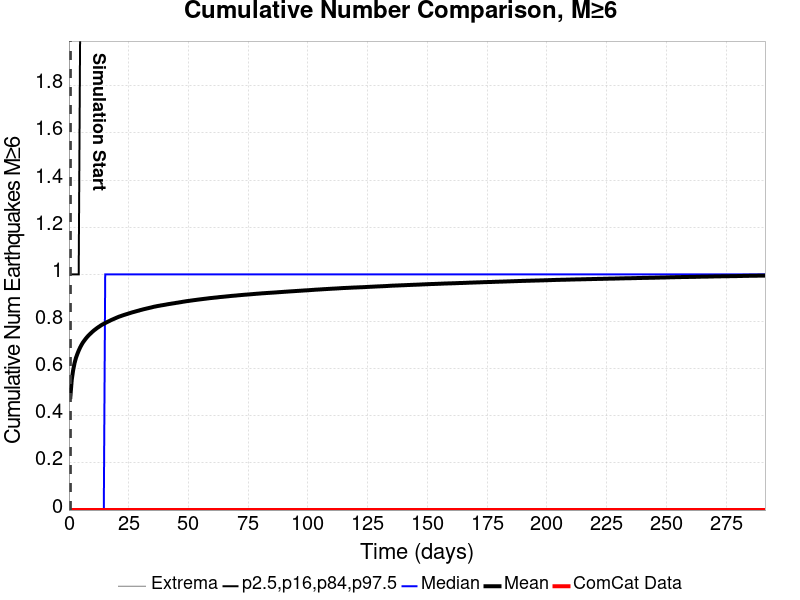 Cumulative Number Comparison, M≥6
Cumulative Num Earthquakes M≥6
1.8
1.6
1.4
1.2
1
0.8
0.6
0.4
0.2
0
Simulation Start
0 25 50 75 100 125 150 175 200 225 250 275
Time (days)
Extrema p2.5,p16,p84,p97.5 Median Mean ComCat Data